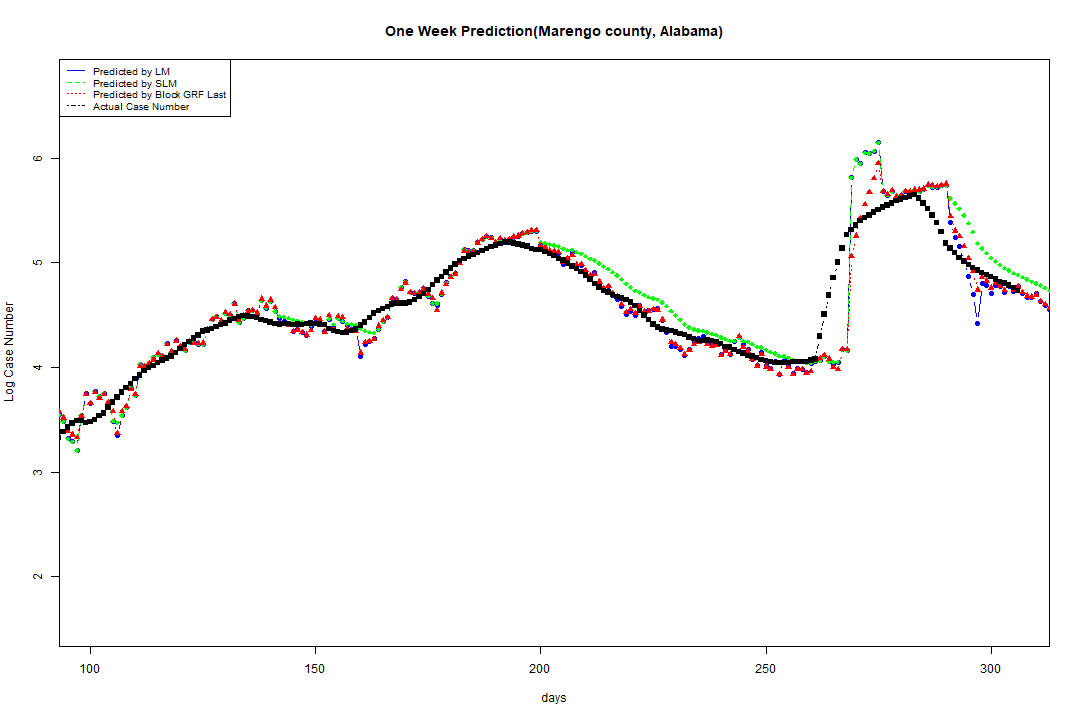 One Week Prediction(Marengo county, Alabama)
Predicted by LM
Predicted by SLM
Predicted by Block GRF Last
Actual Case Number
6
5
4
3
2
Log Case Number
100 150 200 250 300
days